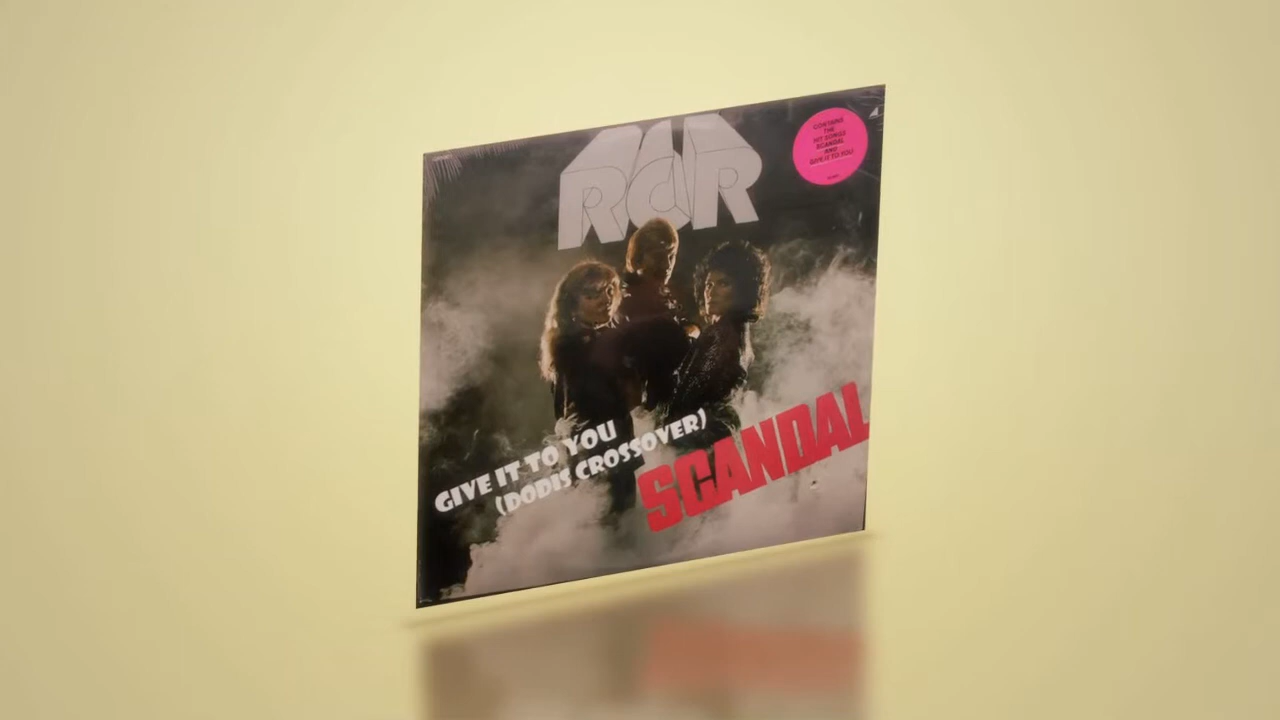 RCR
CONTAINS
THE
HIT SONGS
SCANDAL
AND
GIVE IT TO YOU
GIVE IT TO YOU
(DODIS CROSSOVER)
SCANDAL